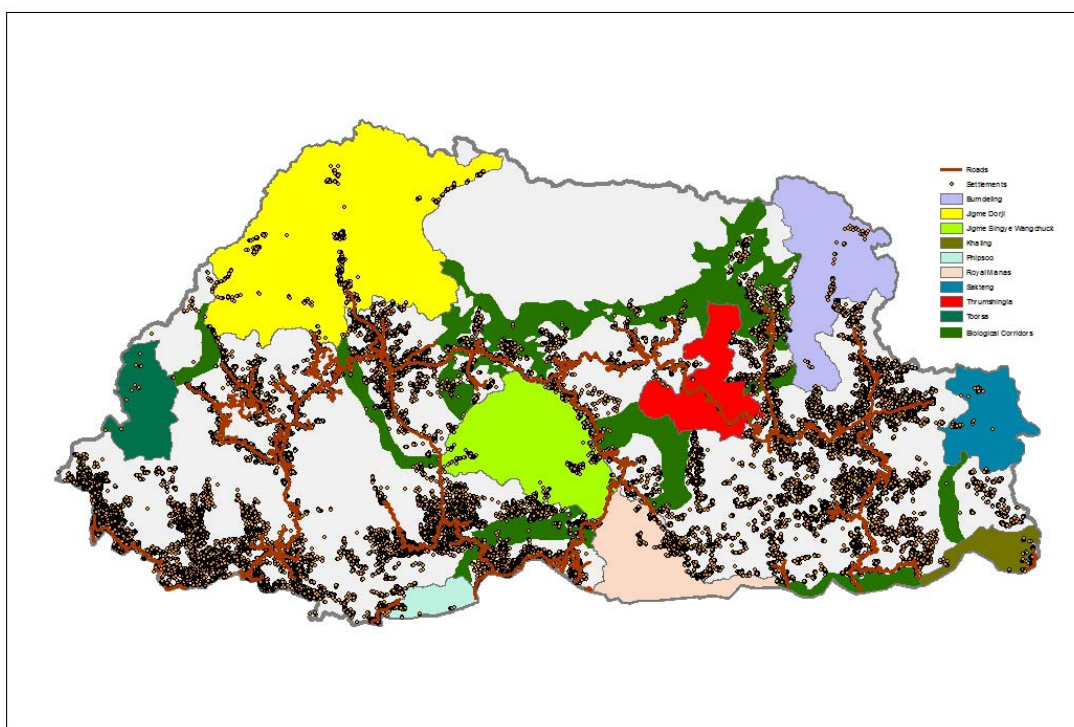 Roads
Settlements
Bumdeling
Jigme Dorji
Jigme Singye Wangchuck
Khaling
Phipsoo
Royal Manas
Sakteng
Thrumshingla
Toorsa
Biological Corridors